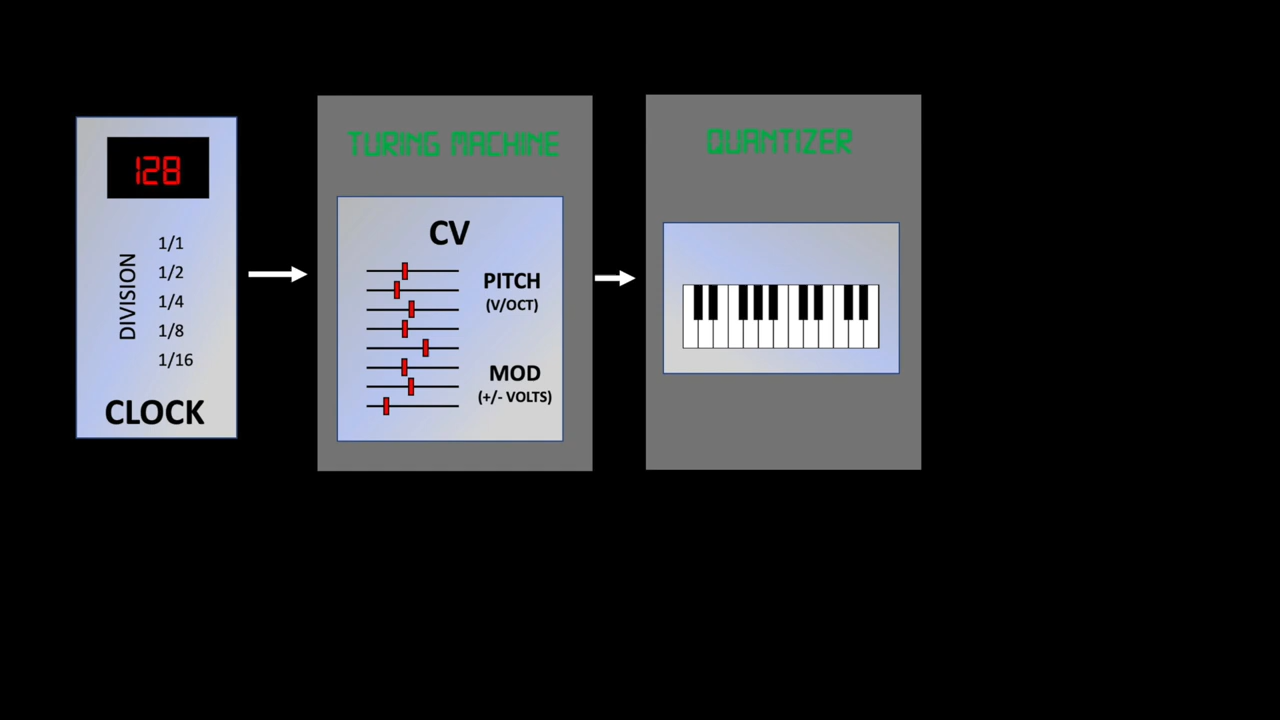 128
DIVISION
1/1
1/2
1/4
1/8
1/16
CLOCK
TURING MACHINE
CV
PITCH
(V/OCT)
MOD
(+/- VOLTS)
QUANTIZER